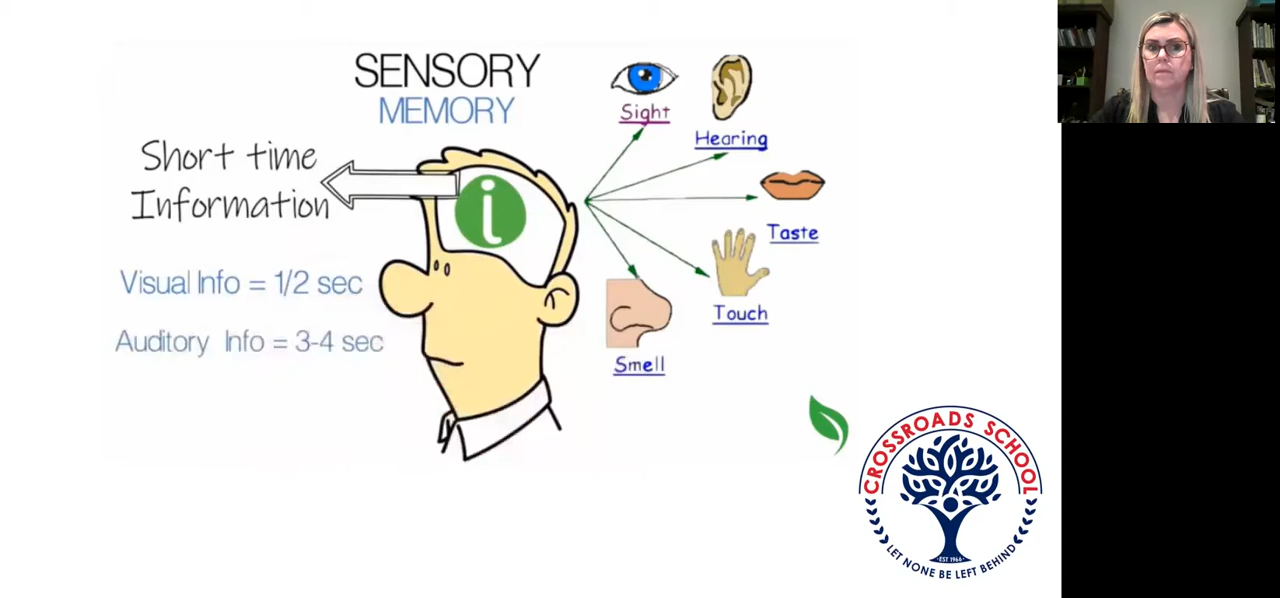 SENSORY
MEMORY
Short time
Information
Visual Info = 1/2 sec
Auditory Info = 3-4 sec
Sight
Hearing
Taste
Touch
Smell
i
CROSSROADS SCHOOL
EST 1964
LET NONE BE LEFT BEHIND